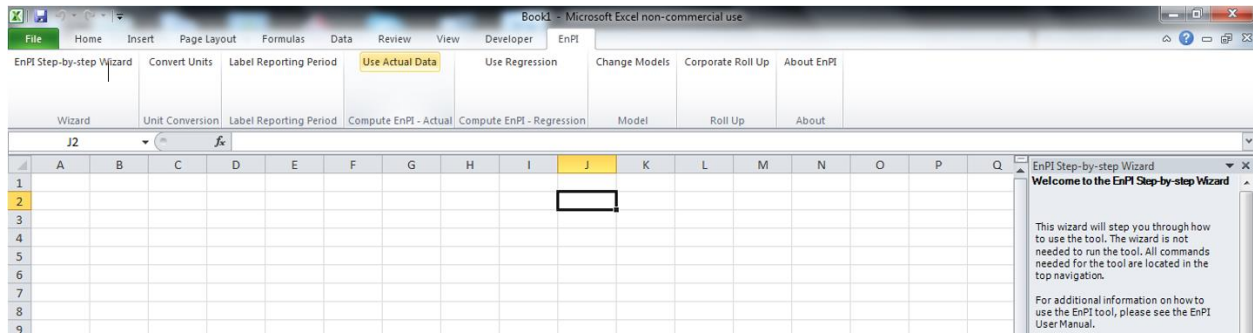 Book1 - Microsoft Excel non-commercial use
File Home Insert Page Layout Formulas Data Review View Developer EnPI
EnPI Step-by-step Wizard Convert Units Label Reporting Period Use Actual Data Use Regression Change Models Corporate Roll Up About EnPI
Wizard Unit Conversion Label Reporting Period Compute EnPI - Actual Compute EnPI - Regression Model Roll Up About
J2 fx
A B C D E F G H I J K L M N O P Q
EnPI Step-by-step Wizard
1
Welcome to the EnPI Step-by-step Wizard
2
3
This wizard will step you through how
4
to use the tool. The wizard is not
5
needed to run the tool. All commands
needed for the tool are located in the
6
top navigation.
7
For additional information on how to
8
use the EnPI tool, please see the EnPI
User Manual.
9